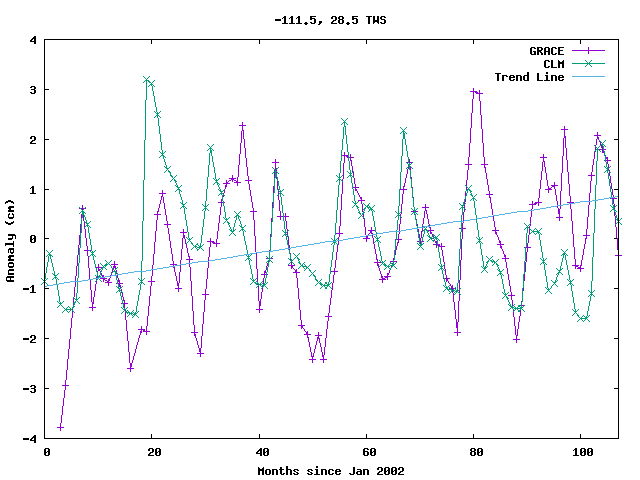 -111.5, 28.5 TWS
GRACE
CLM
Trend Line
4
3
2
1
0
-1
-2
-3
-4
Anomaly (cm)
0 20 40 60 80 100
Months since Jan 2002